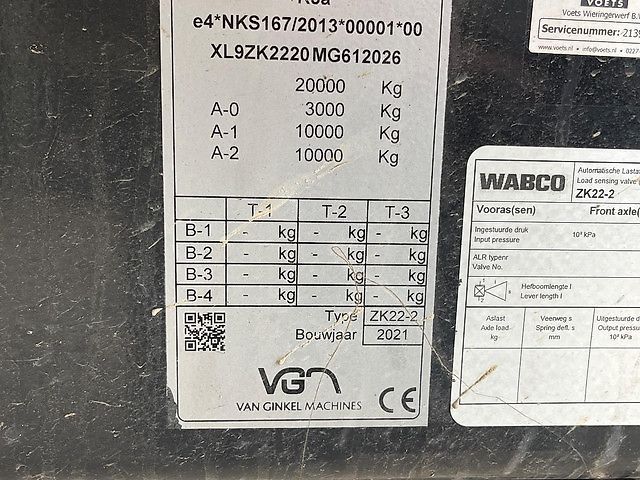 R3a
e4*NKS167/2013*00001*00
XL9ZK2220MG612026
20000 Kg
A-0 3000 Kg
A-1 10000 Kg
A-2 10000 Kg
T-1 T-2 T-3
B-1 - kg - kg - kg
B-2 - kg - kg - kg
B-3 - kg - kg - kg
B-4 - kg - kg - kg
Type ZK22-2
Bouwjaar 2021
VGM
VAN GINKEL MACHINES CE
VOETS
Voets Wieringerwerf B.V
Servicenummer: 2139
www.voets.nl • info@voets.nl • 0227-
WABCO
Automatische
Load sensing valve
ZK22-2
Vooras(sen) Front axle(
Ingestuurde druk
Input pressure
10² kPa
ALR typenr
Valve No.
Hefboomlengte l
Lever length l
Aslast
Axle load
kg
Veerweg s
Spring defl. s
mm
Uitgestuurde d
Output pressu
10² kPa